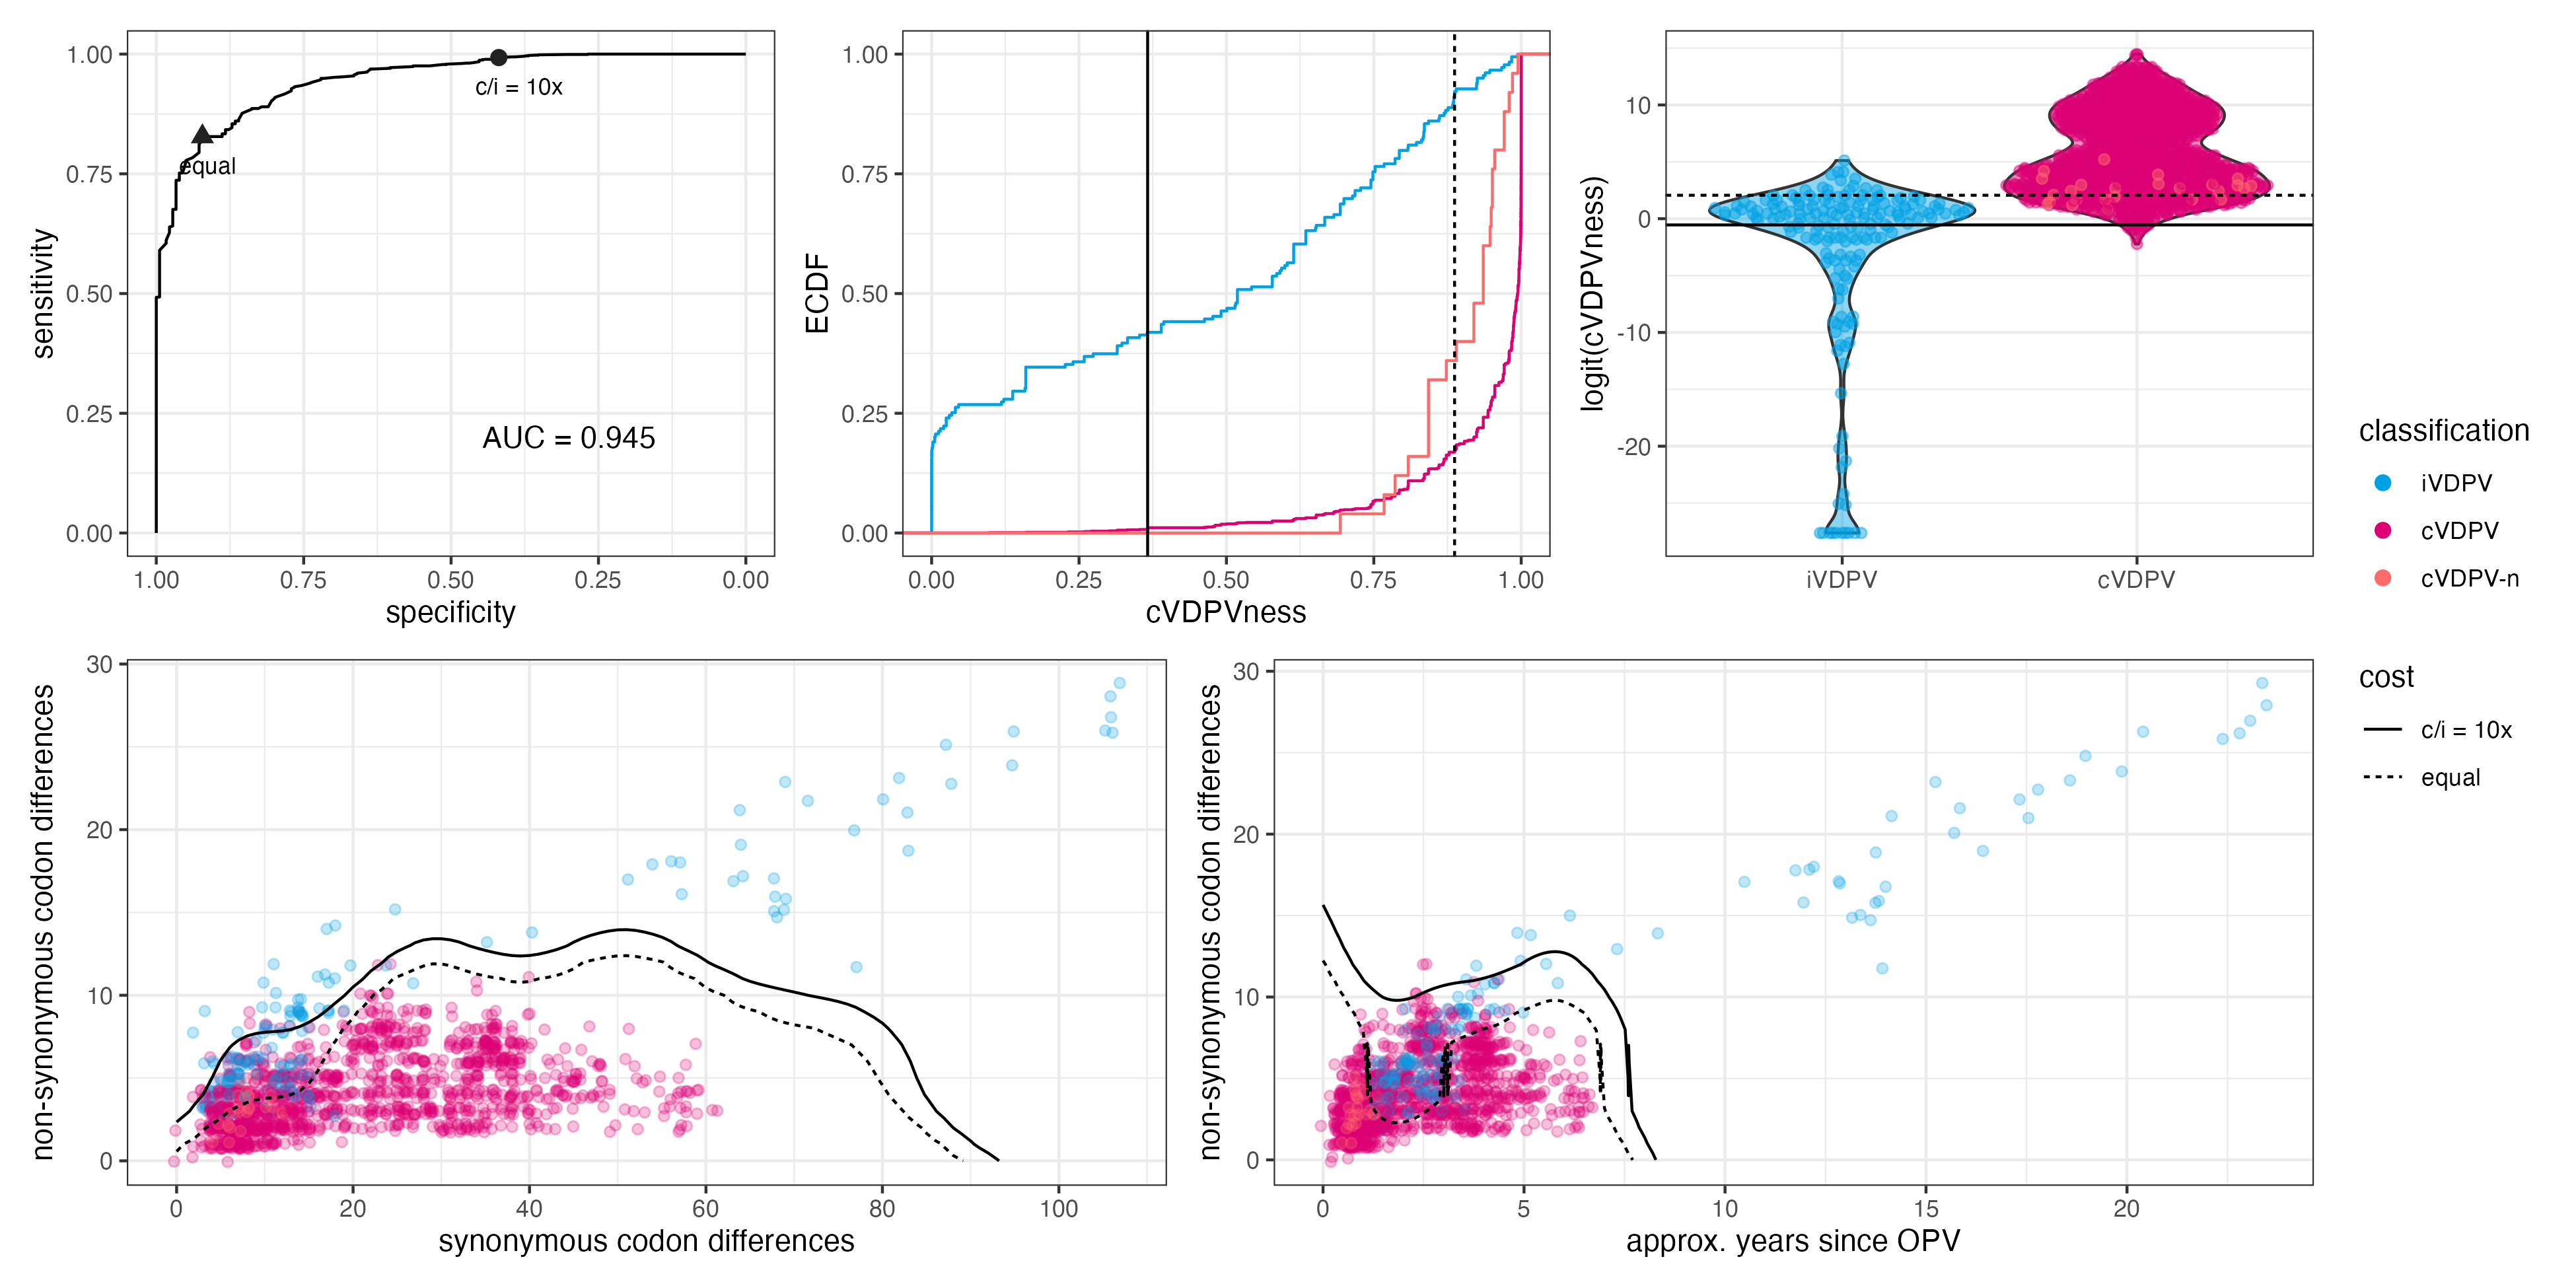 1.00
0.75
0.50
0.25
0.00
sensitivity
c/i = 10x
equal
AUC = 0.945
1.00 0.75 0.50 0.25 0.00
specificity
1.00
0.75
0.50
0.25
0.00
ECDF
0.00 0.25 0.50 0.75 1.00
cVDPVness
10
0
-10
-20
logit(cVDPVness)
iVDPV cVDPV
classification
iVDPV
cVDPV
cVDPV-n
cost
c/i = 10x
equal
30
20
10
0
non-synonymous codon differences
0 20 40 60 80 100
synonymous codon differences
30
20
10
0
non-synonymous codon differences
0 5 10 15 20
approx. years since OPV